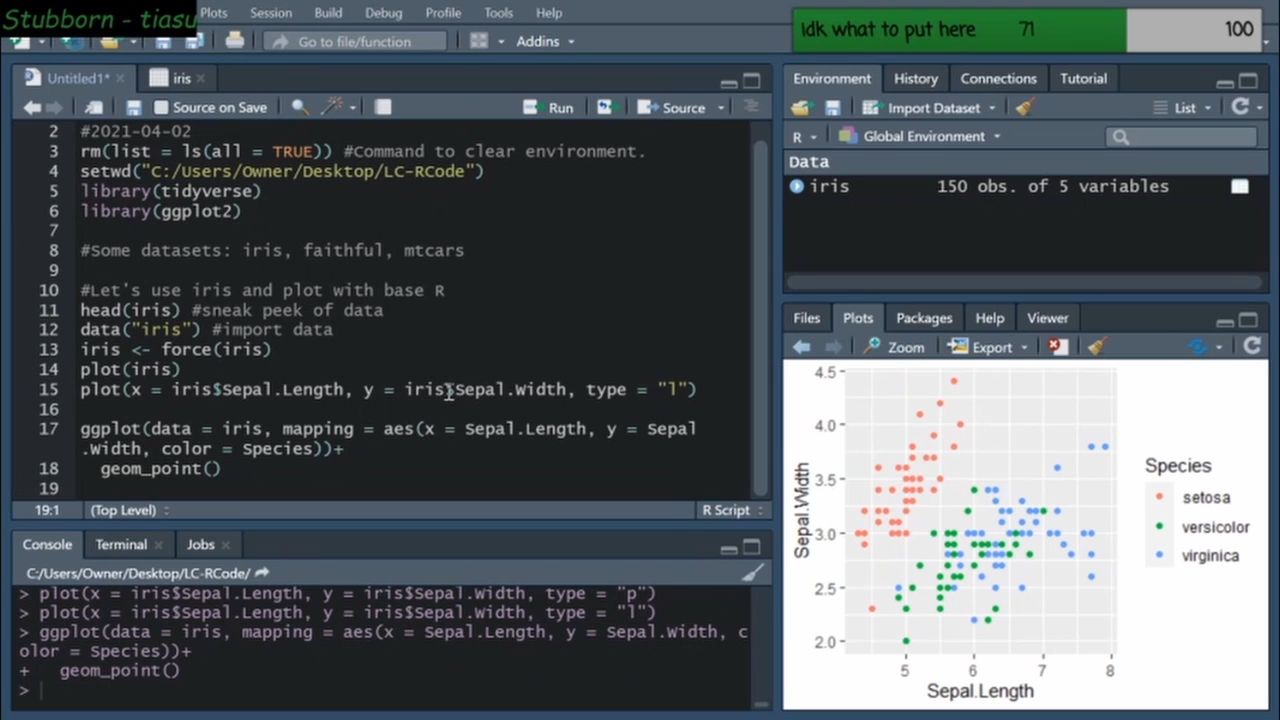 Stubborn - tiasu
Plots Session Build Debug Profile Tools Help
Idk what to put here 71 100
Go to file/function Addins
Untitled1* iris
Source on Save Run Source
2 #2021-04-02
3 rm(list = ls(all = TRUE)) #Command to clear environment.
4 setwd("C:/Users/Owner/Desktop/LC-RCode")
5 library(tidyverse)
6 library(ggplot2)
7
8 #Some datasets: iris, faithful, mtcars
9
10 #Let's use iris and plot with base R
11 head(iris) #sneak peek of data
12 data("iris") #import data
13 iris <- force(iris)
14 plot(iris)
15 plot(x = iris$Sepal.Length, y = iris$Sepal.Width, type = "l")
16
17 ggplot(data = iris, mapping = aes(x = Sepal.Length, y = Sepal
.Width, color = Species))+
18 geom_point()
19
19:1 (Top Level) R Script
Console Terminal Jobs
C:/Users/Owner/Desktop/LC-RCode/
> plot(x = iris$Sepal.Length, y = iris$Sepal.Width, type = "p")
> plot(x = iris$Sepal.Length, y = iris$Sepal.Width, type = "l")
> ggplot(data = iris, mapping = aes(x = Sepal.Length, y = Sepal.Width, c
olor = Species))+
+ geom_point()
>
Environment History Connections Tutorial
Import Dataset List
R Global Environment
Data
iris 150 obs. of 5 variables
Files Plots Packages Help Viewer
Zoom Export
4.5
4.0
3.5
3.0
2.5
2.0
Sepal.Width
5 6 7 8
Sepal.Length
Species
setosa
versicolor
virginica